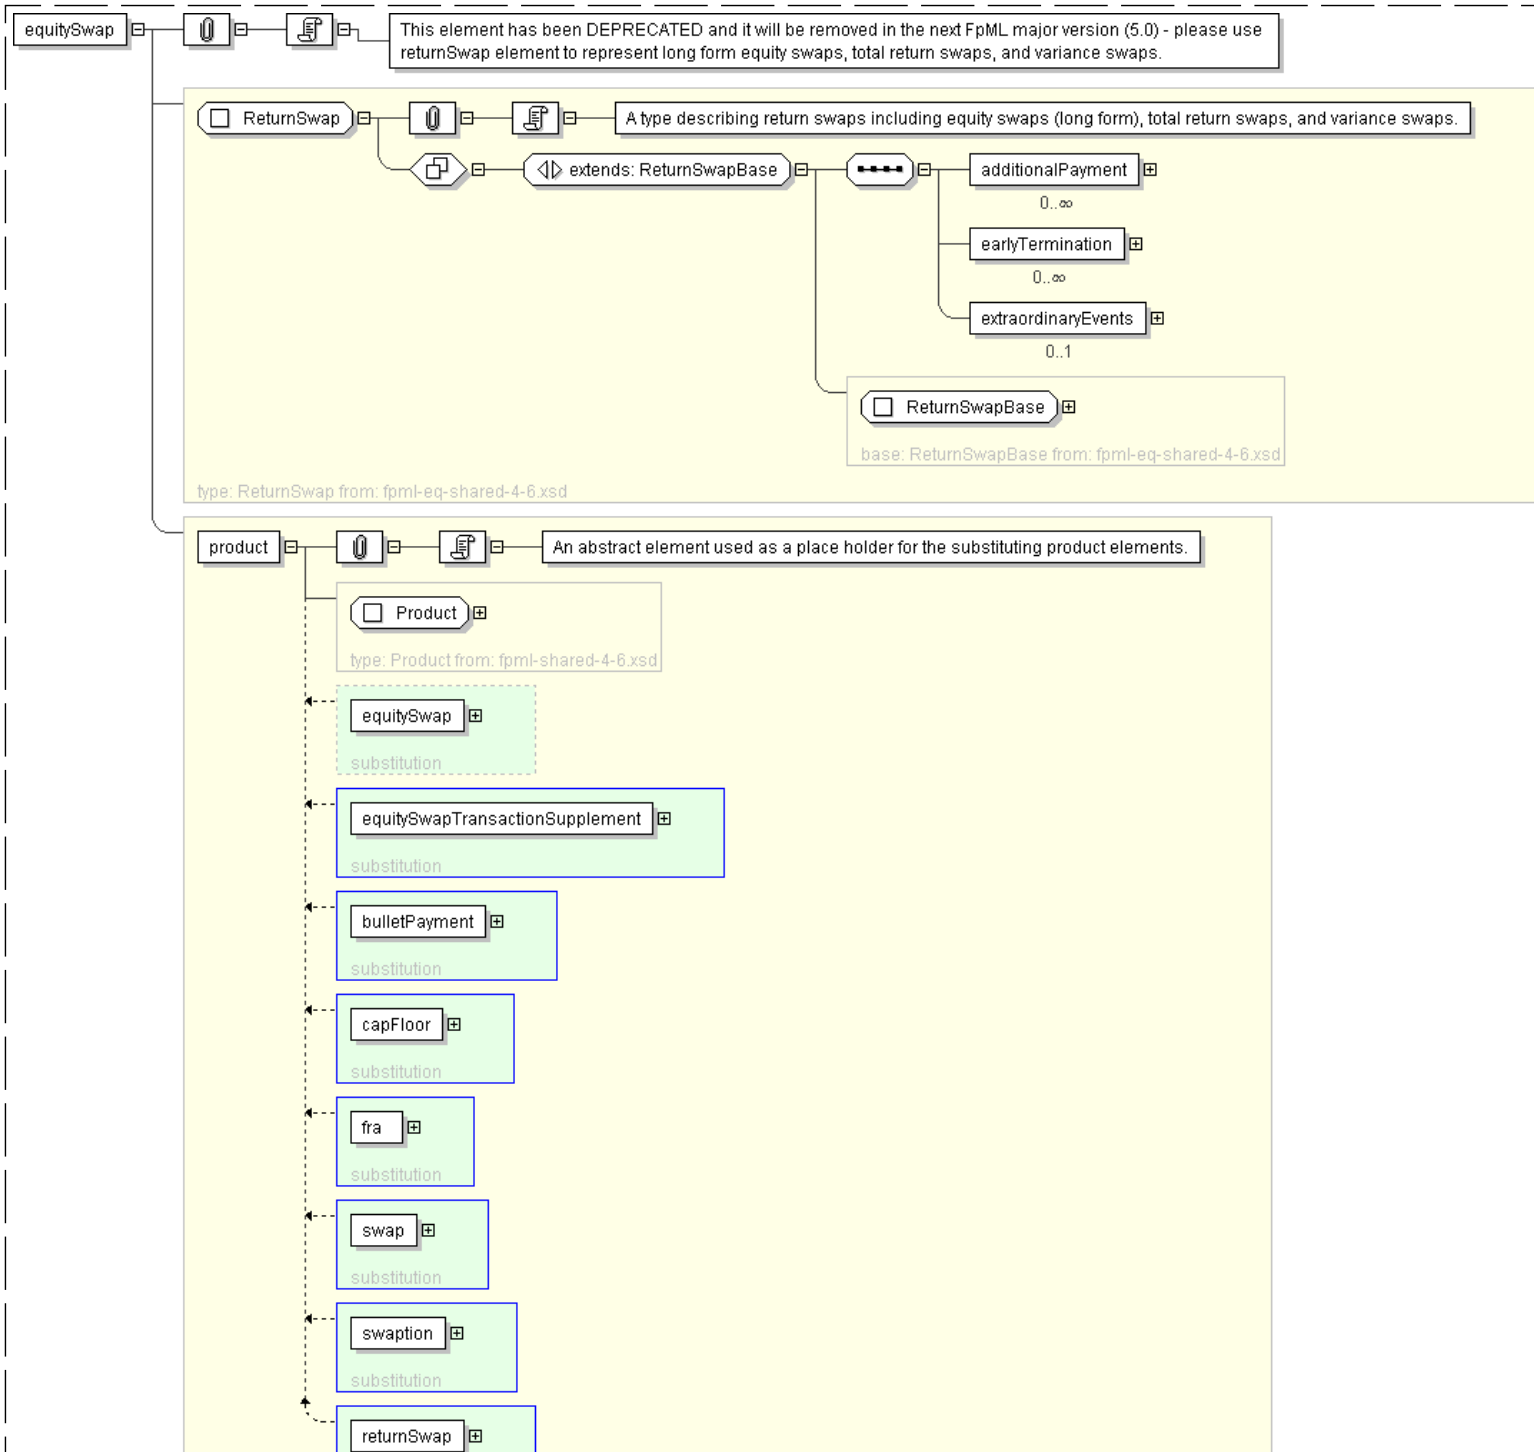 equitySwap
This element has been DEPRECATED and it will be removed in the next FpML major version (5.0) - please use
returnSwap element to represent long form equity swaps, total return swaps, and variance swaps.
ReturnSwap
A type describing return swaps including equity swaps (long form), total return swaps, and variance swaps.
extends: ReturnSwapBase
additionalPayment
0..∞
earlyTermination
0..∞
extraordinaryEvents
0..1
ReturnSwapBase
base: ReturnSwapBase from: fpml-eq-shared-4-6.xsd
type: ReturnSwap from: fpml-eq-shared-4-6.xsd
product
An abstract element used as a place holder for the substituting product elements.
Product
type: Product from: fpml-shared-4-6.xsd
equitySwap
substitution
equitySwapTransactionSupplement
substitution
bulletPayment
substitution
capFloor
substitution
fra
substitution
swap
substitution
swaption
substitution
returnSwap